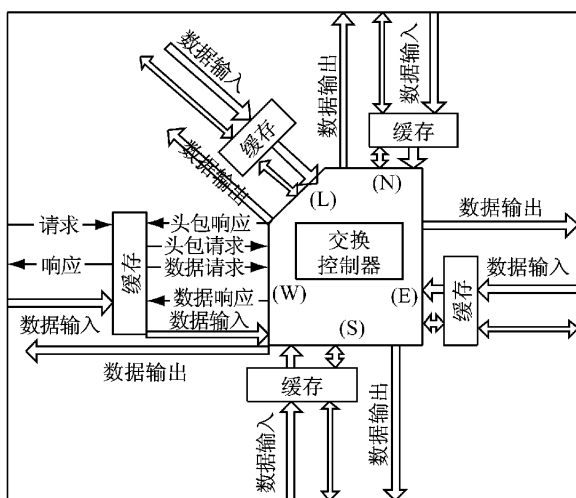 数据输入
缓存
数据输出
数据输出
数据输入
缓存
(N)
(L)
数据输出
请求
响应
缓存
头包响应
头包请求
数据请求
数据响应
数据输入
数据输入
数据输出
(W)
交换
控制器
(E)
(S)
数据输入
缓存
缓存
数据输入
数据输出